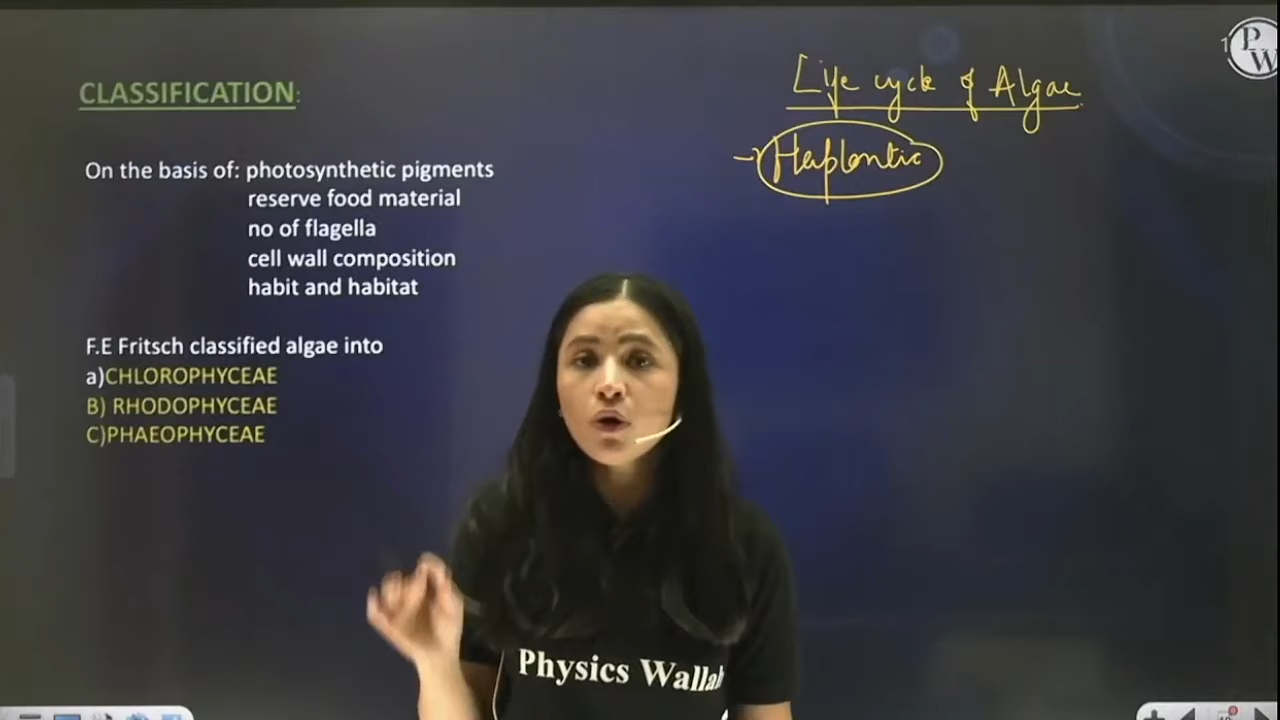 CLASSIFICATION:
On the basis of: photosynthetic pigments
reserve food material
no of flagella
cell wall composition
habit and habitat
F.E Fritsch classified algae into
a)CHLOROPHYCEAE
B) RHODOPHYCEAE
C)PHAEOPHYCEAE
Life cycle of Algae
→ Haplontic
PW
Physics Wallah